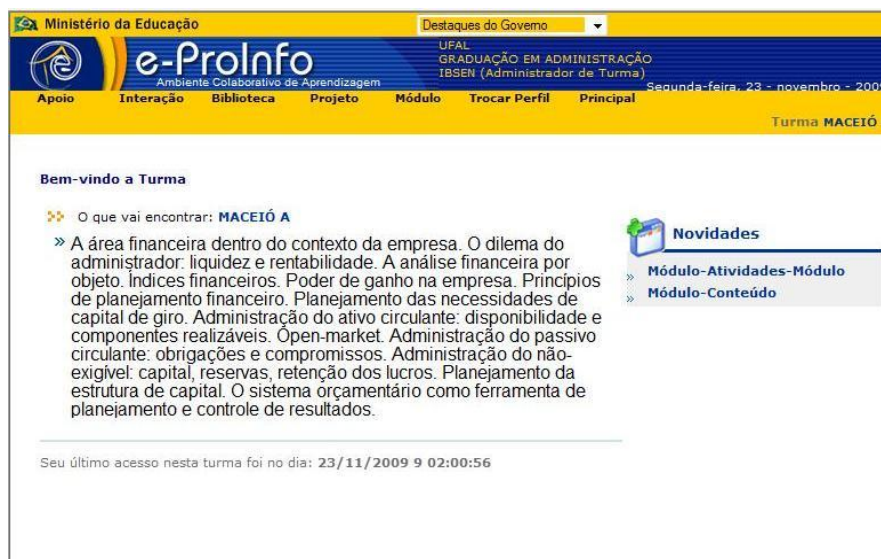 Ministério da Educação
Destaques do Governo
e-ProInfo
Ambiente Colaborativo de Aprendizagem
UFAL
GRADUAÇÃO EM ADMINISTRAÇÃO
IBSEN (Administrador de Turma)
Segunda-feira, 23 - novembro - 2009
Apoio Interação Biblioteca Projeto Módulo Trocar Perfil Principal
Turma MACEIÓ
Bem-vindo a Turma
O que vai encontrar: MACEIÓ A
» A área financeira dentro do contexto da empresa. O dilema do
administrador: liquidez e rentabilidade. A análise financeira por
objeto. Índices financeiros. Poder de ganho na empresa. Princípios
de planejamento financeiro. Planejamento das necessidades de
capital de giro. Administração do ativo circulante: disponibilidade e
componentes realizáveis. Open-market. Administração do passivo
circulante: obrigações e compromissos. Administração do não-
exigível: capital, reservas, retenção dos lucros. Planejamento da
estrutura de capital. O sistema orçamentário como ferramenta de
planejamento e controle de resultados.
Novidades
» Módulo-Atividades-Módulo
» Módulo-Conteúdo
Seu último acesso nesta turma foi no dia: 23/11/2009 9 02:00:56